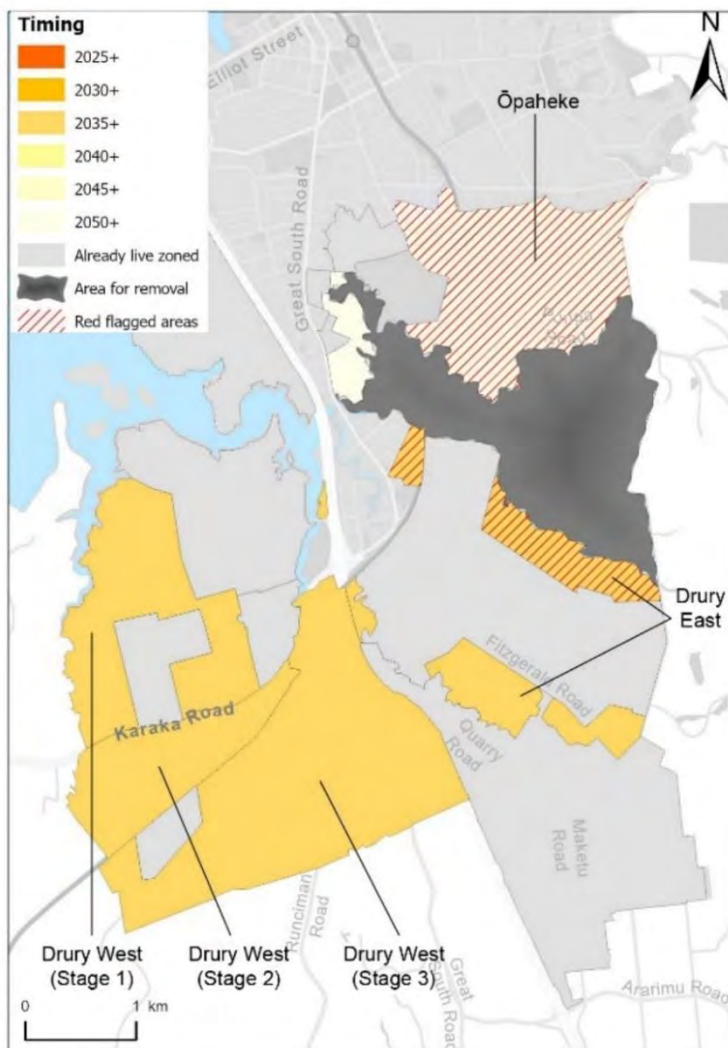 Timing
2025+
2030+
2035+
2040+
2045+
2050+
Already live zoned
Area for removal
Red flagged areas
N
Elliot Street
Great South Road
Ōpaheke
Drury
East
Fitzgerald Road
Quarry
Road
Karaka Road
Maketu
Road
Runciman
Road
Great
South Road
Ararimu Road
Drury West
(Stage 1)
Drury West
(Stage 2)
Drury West
(Stage 3)
0 1 km